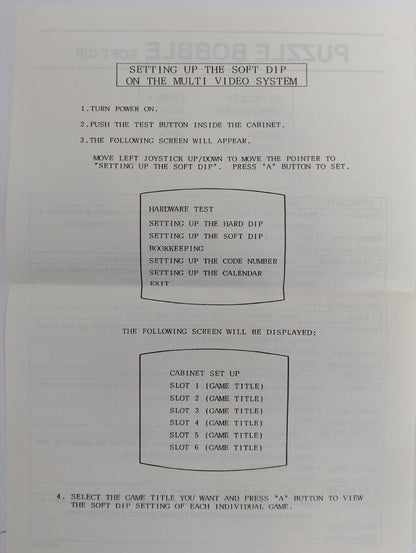 PUZZLE BOBBLE SOFT DIP
SETTING UP THE SOFT DIP
ON THE MULTI VIDEO SYSTEM
1.TURN POWER ON.
2.PUSH THE TEST BUTTON INSIDE THE CABINET.
3.THE FOLLOWING SCREEN WILL APPEAR.
MOVE LEFT JOYSTICK UP/DOWN TO MOVE THE POINTER TO
"SETTING UP THE SOFT DIP". PRESS "A" BUTTON TO SET.
HARDWARE TEST
SETTING UP THE HARD DIP
SETTING UP THE SOFT DIP
BOOKKEEPING
SETTING UP THE CODE NUMBER
SETTING UP THE CALENDAR
EXIT
THE FOLLOWING SCREEN WILL BE DISPLAYED:
CABINET SET UP
SLOT 1 (GAME TITLE)
SLOT 2 (GAME TITLE)
SLOT 3 (GAME TITLE)
SLOT 4 (GAME TITLE)
SLOT 5 (GAME TITLE)
SLOT 6 (GAME TITLE)
4. SELECT THE GAME TITLE YOU WANT AND PRESS "A" BUTTON TO VIEW
THE SOFT DIP SETTING OF EACH INDIVIDUAL GAME.